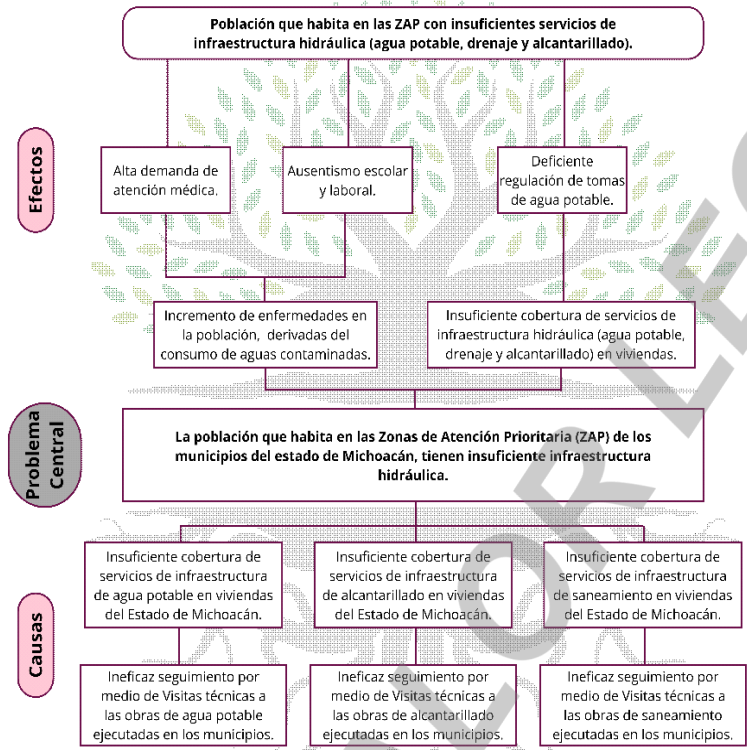 Población que habita en las ZAP con insuficientes servicios de
infraestructura hidráulica (agua potable, drenaje y alcantarillado).
Efectos
Alta demanda de
atención médica.
Ausentismo escolar
y laboral.
Deficiente
regulación de tomas
de agua potable.
Incremento de enfermedades en
la población, derivadas del
consumo de aguas contaminadas.
Insuficiente cobertura de servicios de
infraestructura hidráulica (agua potable,
drenaje y alcantarillado) en viviendas.
Problema
Central
La población que habita en las Zonas de Atención Prioritaria (ZAP) de los
municipios del estado de Michoacán, tienen insuficiente infraestructura
hidráulica.
Causas
Insuficiente cobertura de
servicios de infraestructura
de agua potable en viviendas
del Estado de Michoacán.
Insuficiente cobertura de
servicios de infraestructura
de alcantarillado en viviendas
del Estado de Michoacán.
Insuficiente cobertura de
servicios de infraestructura
de saneamiento en viviendas
del Estado de Michoacán.
Ineficaz seguimiento por
medio de Visitas técnicas a
las obras de agua potable
ejecutadas en los municipios.
Ineficaz seguimiento por
medio de Visitas técnicas a
las obras de alcantarillado
ejecutadas en los municipios.
Ineficaz seguimiento por
medio de Visitas técnicas a
las obras de saneamiento
ejecutadas en los municipios.